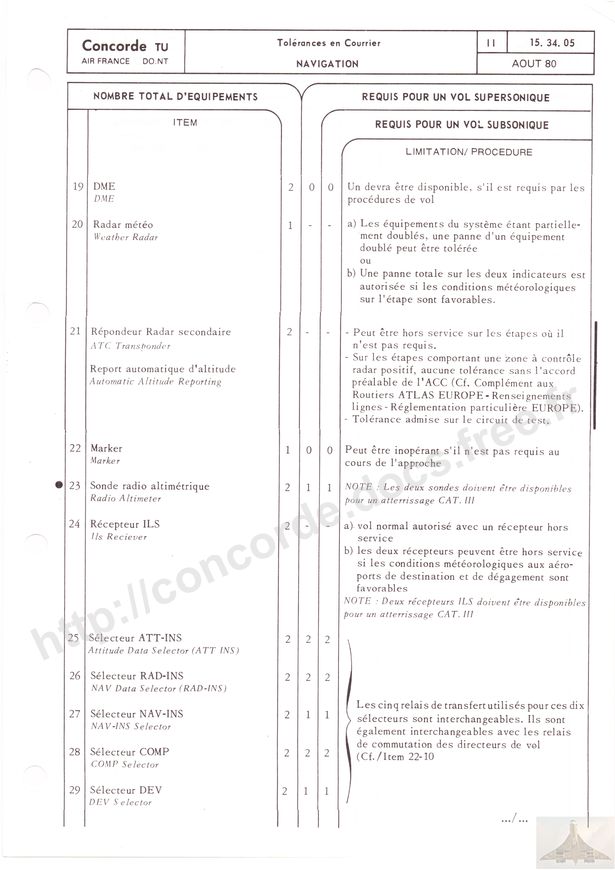 Concorde TU
AIR FRANCE DO.NT
Tolérances en Courrier
NAVIGATION
II 15. 34. 05
AOUT 80
NOMBRE TOTAL D'EQUIPEMENTS
REQUIS POUR UN VOL SUPERSONIQUE
ITEM
REQUIS POUR UN VOL SUBSONIQUE
LIMITATION/ PROCEDURE
19 DME 2 0 0 Un devra être disponible, s'il est requis par les
DME procédures de vol
20 Radar météo 1 - - a) Les équipements du système étant partielle-
Weather Radar ment doublés, une panne d'un équipement
doublé peut être tolérée
ou
b) Une panne totale sur les deux indicateurs est
autorisée si les conditions météorologiques
sur l'étape sont favorables.
21 Répondeur Radar secondaire 2 - - - Peut être hors service sur les étapes où il
ATC Transponder n'est pas requis.
- Sur les étapes comportant une zône à contrôle
Report automatique d'altitude radar positif, aucune tolérance sans l'accord
Automatic Altitude Reporting préalable de l'ACC (Cf. Complément aux
Routiers ATLAS EUROPE - Renseignements
lignes - Réglementation particulière EUROPE).
- Tolérance admise sur le circuit de test.
22 Marker 1 0 0 Peut être inopérant s'il n'est pas requis au
Marker cours de l'approche
● 23 Sonde radio altimétrique 2 1 1 NOTE : Les deux sondes doivent être disponibles
Radio Altimeter pour un atterrissage CAT. III
24 Récepteur ILS 2 - - a) vol normal autorisé avec un récepteur hors
Ils Reciever service
b) les deux récepteurs peuvent être hors service
si les conditions météorologiques aux aéro-
ports de destination et de dégagement sont
favorables
NOTE : Deux récepteurs ILS doivent être disponibles
pour un atterrissage CAT. III
25 Sélecteur ATT-INS 2 2 2
Attitude Data Selector (ATT INS)
26 Sélecteur RAD-INS 2 2 2
NAV Data Selector (RAD-INS)
Les cinq relais de transfert utilisés pour ces dix
27 Sélecteur NAV-INS 2 1 1 sélecteurs sont interchangeables. Ils sont
NAV-INS Selector également interchangeables avec les relais
de commutation des directeurs de vol
28 Sélecteur COMP 2 2 2 (Cf./Item 22-10
COMP Selector
29 Sélecteur DEV 2 1 1
DEV Selector
.../...
http://concorde.docs.free.fr